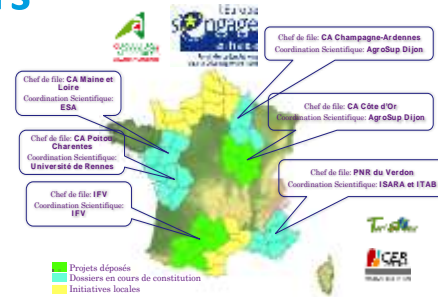 l'Europe
s'engage
Chef de file: CA Champagne-Ardennes
Coordination Scientifique: AgroSup Dijon
Chef de file: CA Maine et
Loire
Coordination Scientifique:
ESA
Chef de file: CA Côte d'Or
Coordination Scientifique: AgroSup Dijon
Chef de file: CA Poitou
Charentes
Coordination Scientifique:
Université de Rennes
Chef de file: PNR du Verdon
Coordination Scientifique: ISARA et ITAB
Chef de file: IFV
Coordination Scientifique:
IFV
Projets déposés
Dossiers en cours de constitution
Initiatives locales